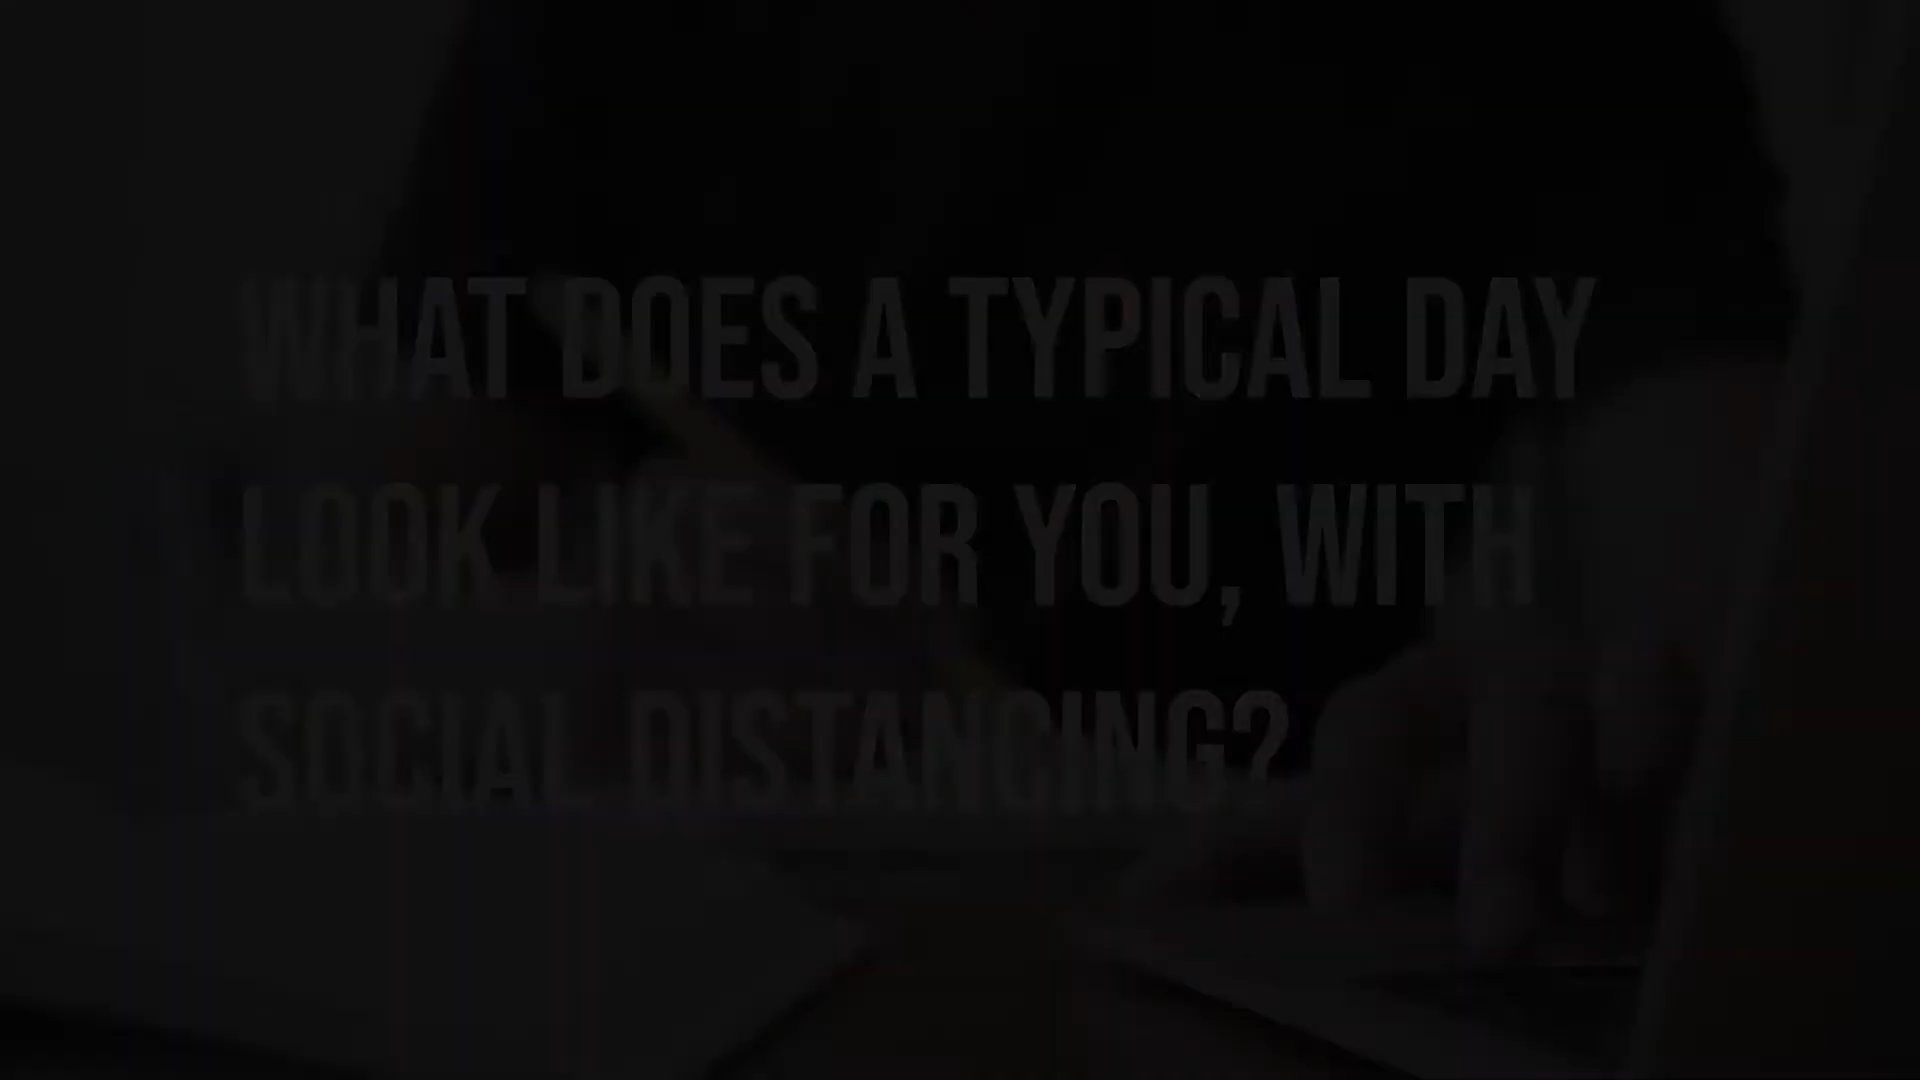 WHAT DOES A TYPICAL DAY
LOOK LIKE FOR YOU, WITH
SOCIAL DISTANCING?